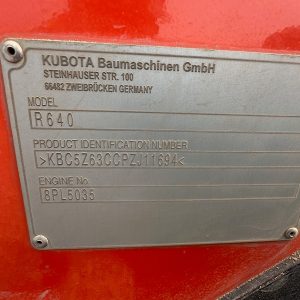 KUBOTA Baumaschinen GmbH
STEINHAUSER STR. 100
66482 ZWEIBRÜCKEN GERMANY
MODEL
R640
PRODUCT IDENTIFICATION NUMBER
>KBC5Z63CCPZJ11694<
ENGINE No.
8PL5035